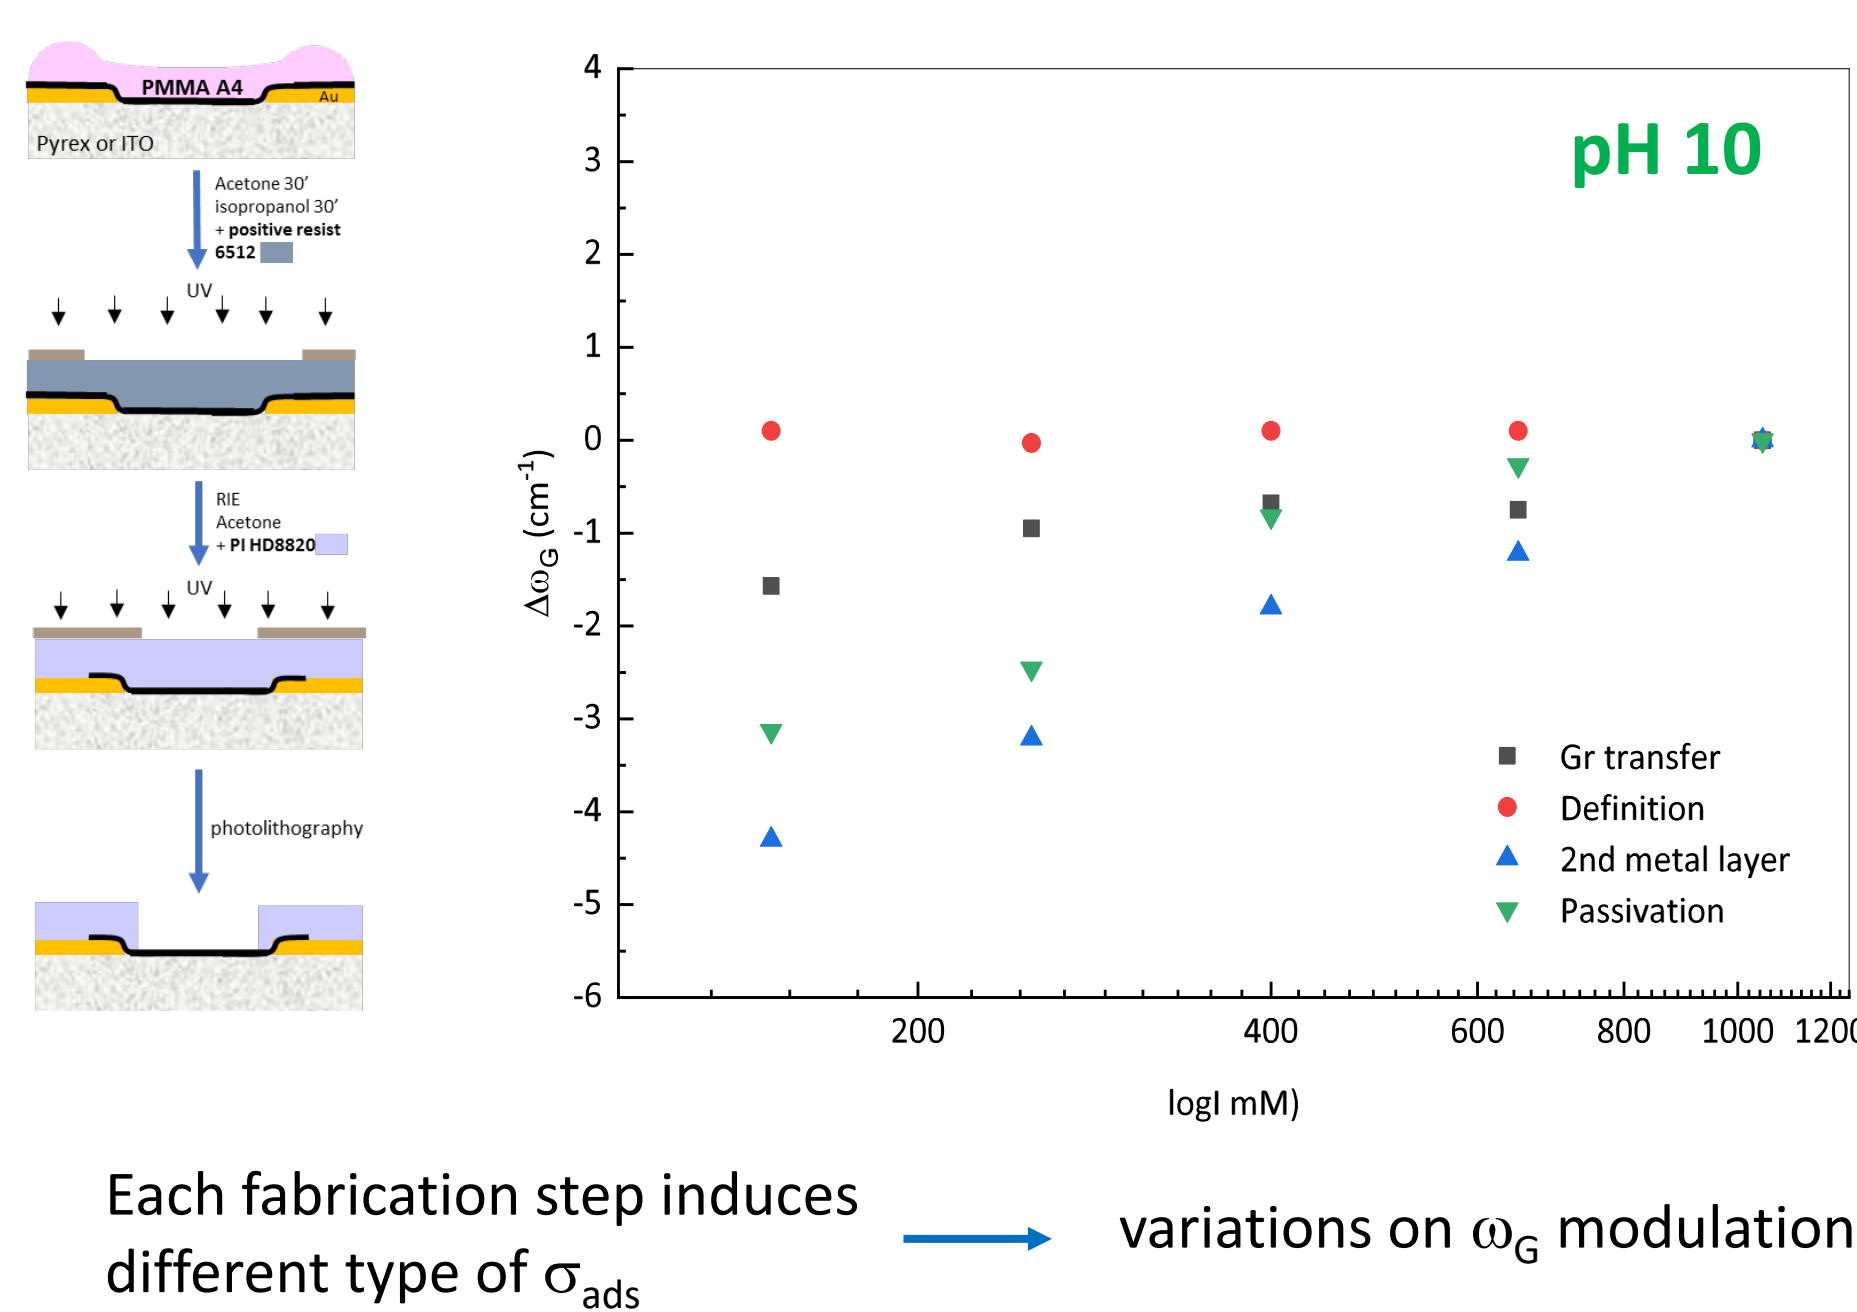 PMMA A4
Au
Pyrex or ITO
Acetone 30’
isopropanol 30’
+ positive resist
6512
UV
RIE
Acetone
+ PI HD8820
UV
photolithography
4
3
2
1
0
-1
-2
-3
-4
-5
-6
ΔωG (cm-1)
pH 10
Gr transfer
Definition
2nd metal layer
Passivation
200 400 600 800 1000 1200
logI mM)
Each fabrication step induces
different type of σads
variations on ωG modulation